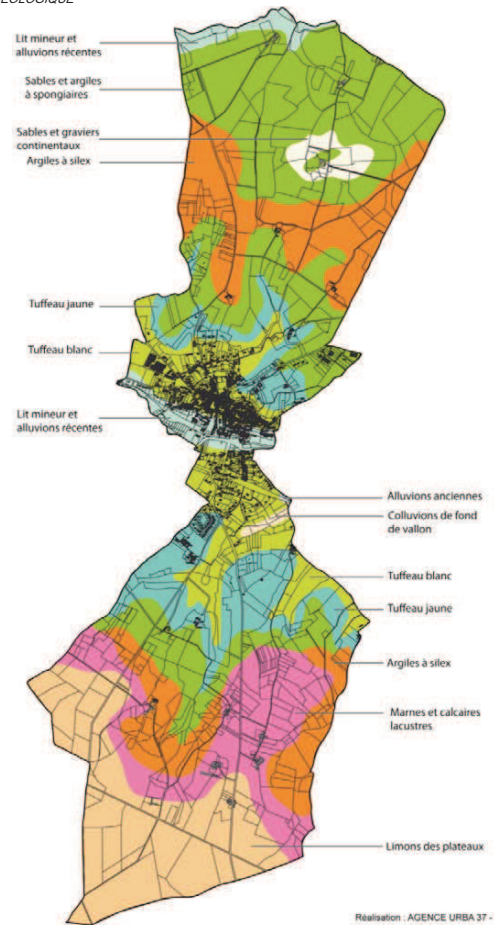 Lit mineur et
alluvions récentes
Sables et argiles
à spongiaires
Sables et graviers
continentaux
Argiles à silex
Tuffeau jaune
Tuffeau blanc
Lit mineur et
alluvions récentes
Alluvions anciennes
Colluvions de fond
de vallon
Tuffeau blanc
Tuffeau jaune
Argiles à silex
Marnes et calcaires
lacustres
Limons des plateaux
Réalisation : AGENCE URBA 37 -